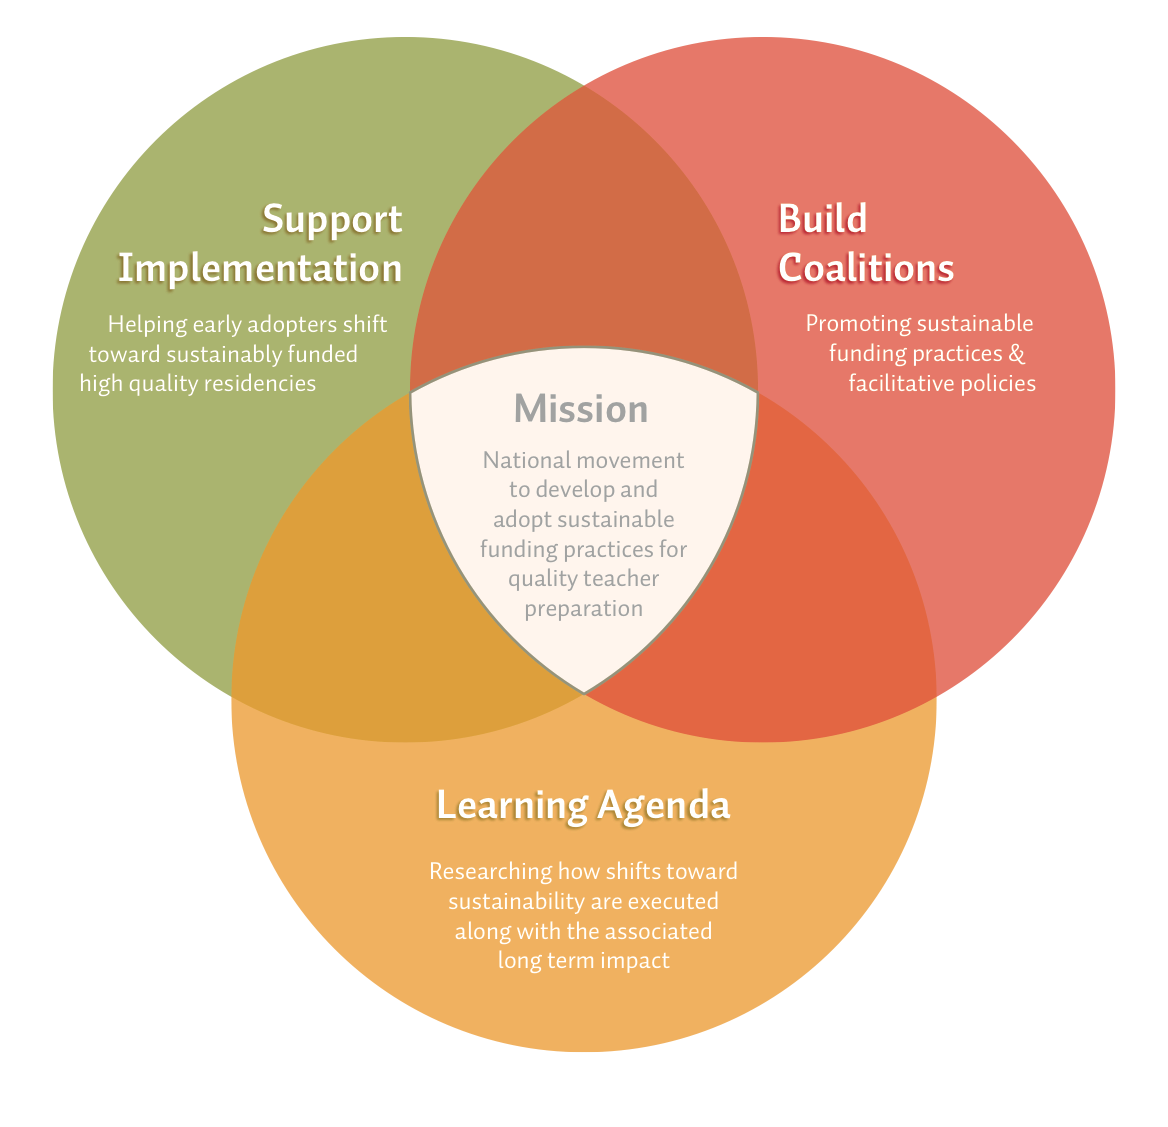 Support
Implementation
Helping early adopters shift
toward sustainably funded
high quality residencies
Build
Coalitions
Promoting sustainable
funding practices &
facilitative policies
Mission
National movement
to develop and
adopt sustainable
funding practices for
quality teacher
preparation
Learning Agenda
Researching how shifts toward
sustainability are executed
along with the associated
long term impact